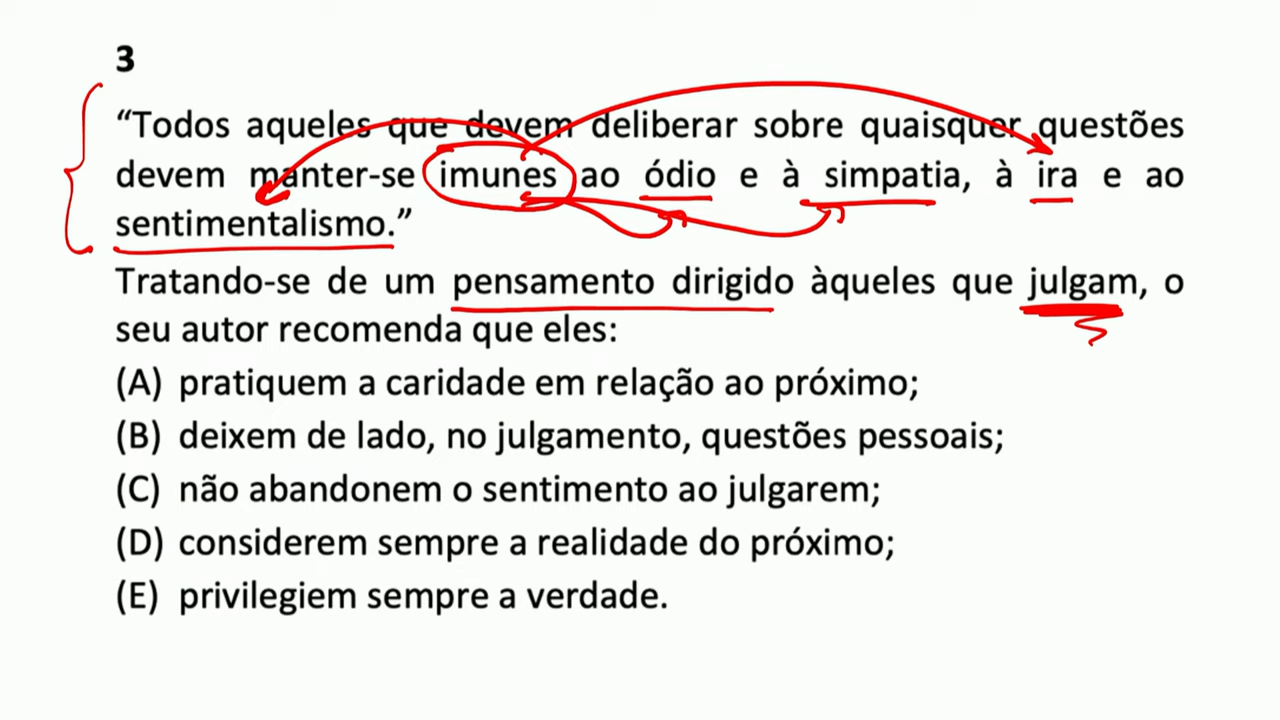 3
“Todos aqueles que devem deliberar sobre quaisquer questões
devem manter-se imunes ao ódio e à simpatia, à ira e ao
sentimentalismo.”
Tratando-se de um pensamento dirigido àqueles que julgam, o
seu autor recomenda que eles:
(A) pratiquem a caridade em relação ao próximo;
(B) deixem de lado, no julgamento, questões pessoais;
(C) não abandonem o sentimento ao julgarem;
(D) considerem sempre a realidade do próximo;
(E) privilegiem sempre a verdade.